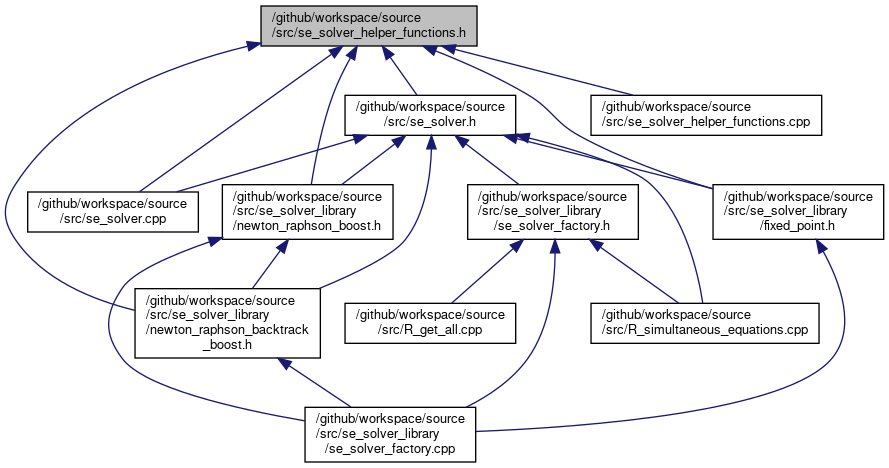 /github/workspace/source
/src/se_solver_helper_functions.h
/github/workspace/source
/src/se_solver.h
/github/workspace/source
/src/se_solver_helper_functions.cpp
/github/workspace/source
/src/se_solver.cpp
/github/workspace/source
/src/se_solver_library
/newton_raphson_boost.h
/github/workspace/source
/src/se_solver_library
/se_solver_factory.h
/github/workspace/source
/src/se_solver_library
/fixed_point.h
/github/workspace/source
/src/se_solver_library
/newton_raphson_backtrack
_boost.h
/github/workspace/source
/src/R_get_all.cpp
/github/workspace/source
/src/R_simultaneous_equations.cpp
/github/workspace/source
/src/se_solver_library
/se_solver_factory.cpp